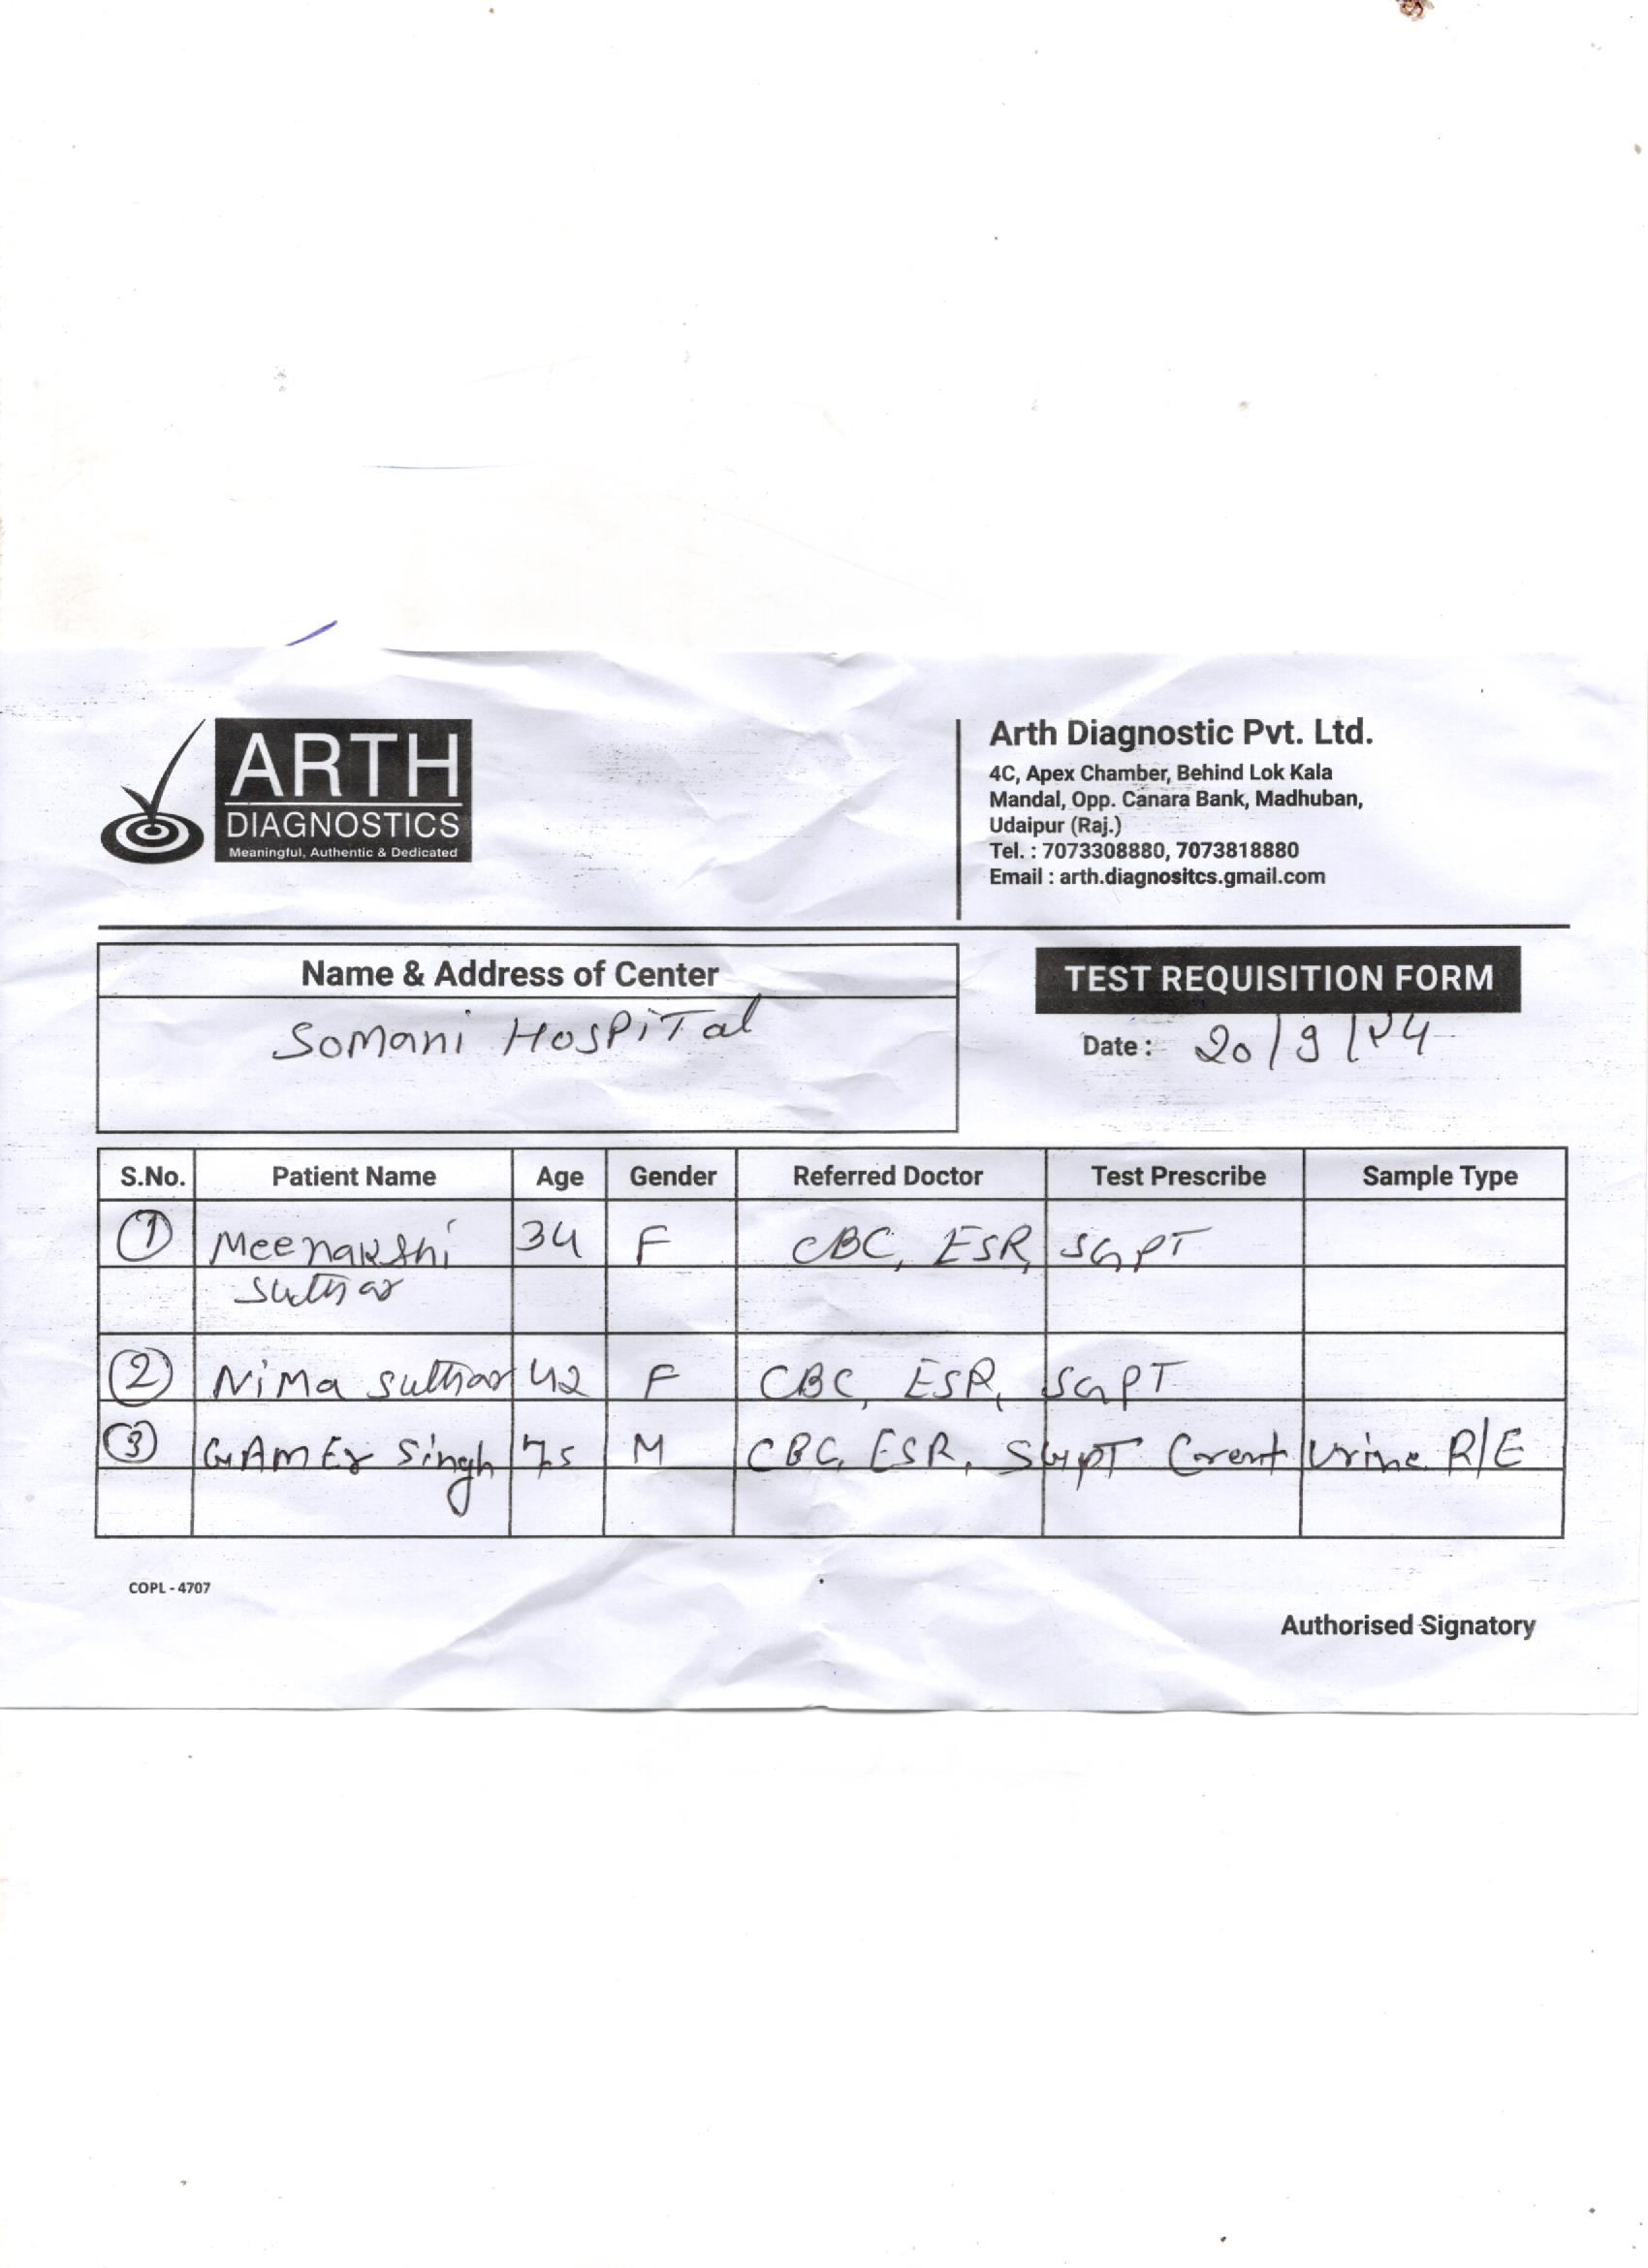 ARTH
DIAGNOSTICS
Meaningful, Authentic & Dedicated
Arth Diagnostic Pvt. Ltd.
4C, Apex Chamber, Behind Lok Kala
Mandal, Opp. Canara Bank, Madhuban,
Udaipur (Raj.)
Tel. : 7073308880, 7073818880
Email : arth.diagnositcs.gmail.com
Name & Address of Center
SoMani HospiTal
TEST REQUISITION FORM
Date : 20/9/24
S.No. Patient Name Age Gender Referred Doctor Test Prescribe Sample Type
1 Meenakshi 34 F CBC, ESR, SGPT
Suthar
2 NiMa Suthar 42 F CBC, ESR, SGPT
3 GAMEr Singh 75 M CBC, ESR, SGPT Creat Urine R/E
COPL - 4707
Authorised Signatory